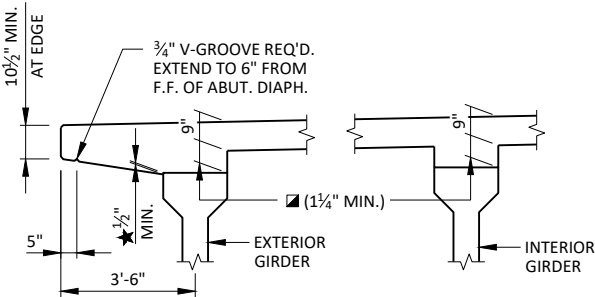 10½" MIN.
AT EDGE
¾" V-GROOVE REQ'D.
EXTEND TO 6" FROM
F.F. OF ABUT. DIAPH.
9"
9"
★½"
MIN.
(1¼" MIN.)
5"
3'-6"
EXTERIOR
GIRDER
INTERIOR
GIRDER